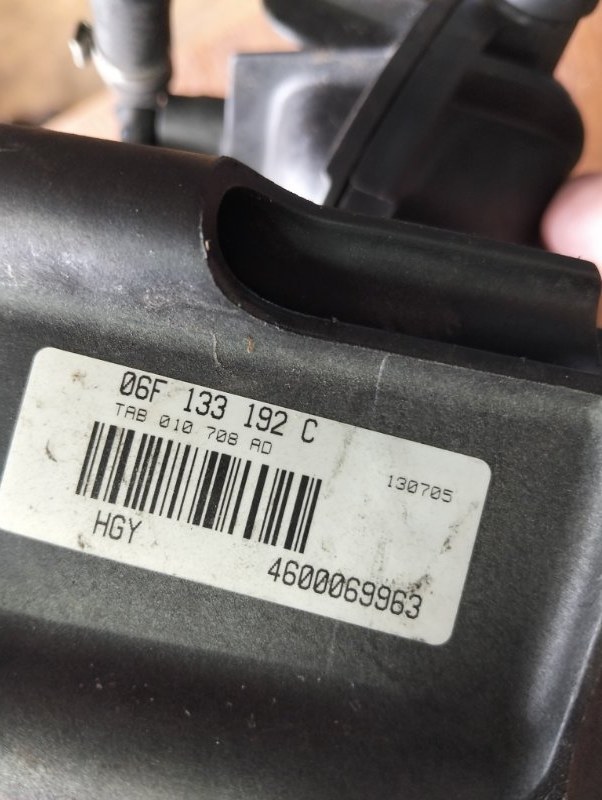 06F 133 192 C
TAB 010 708 AD
130705
HGY
4600069963